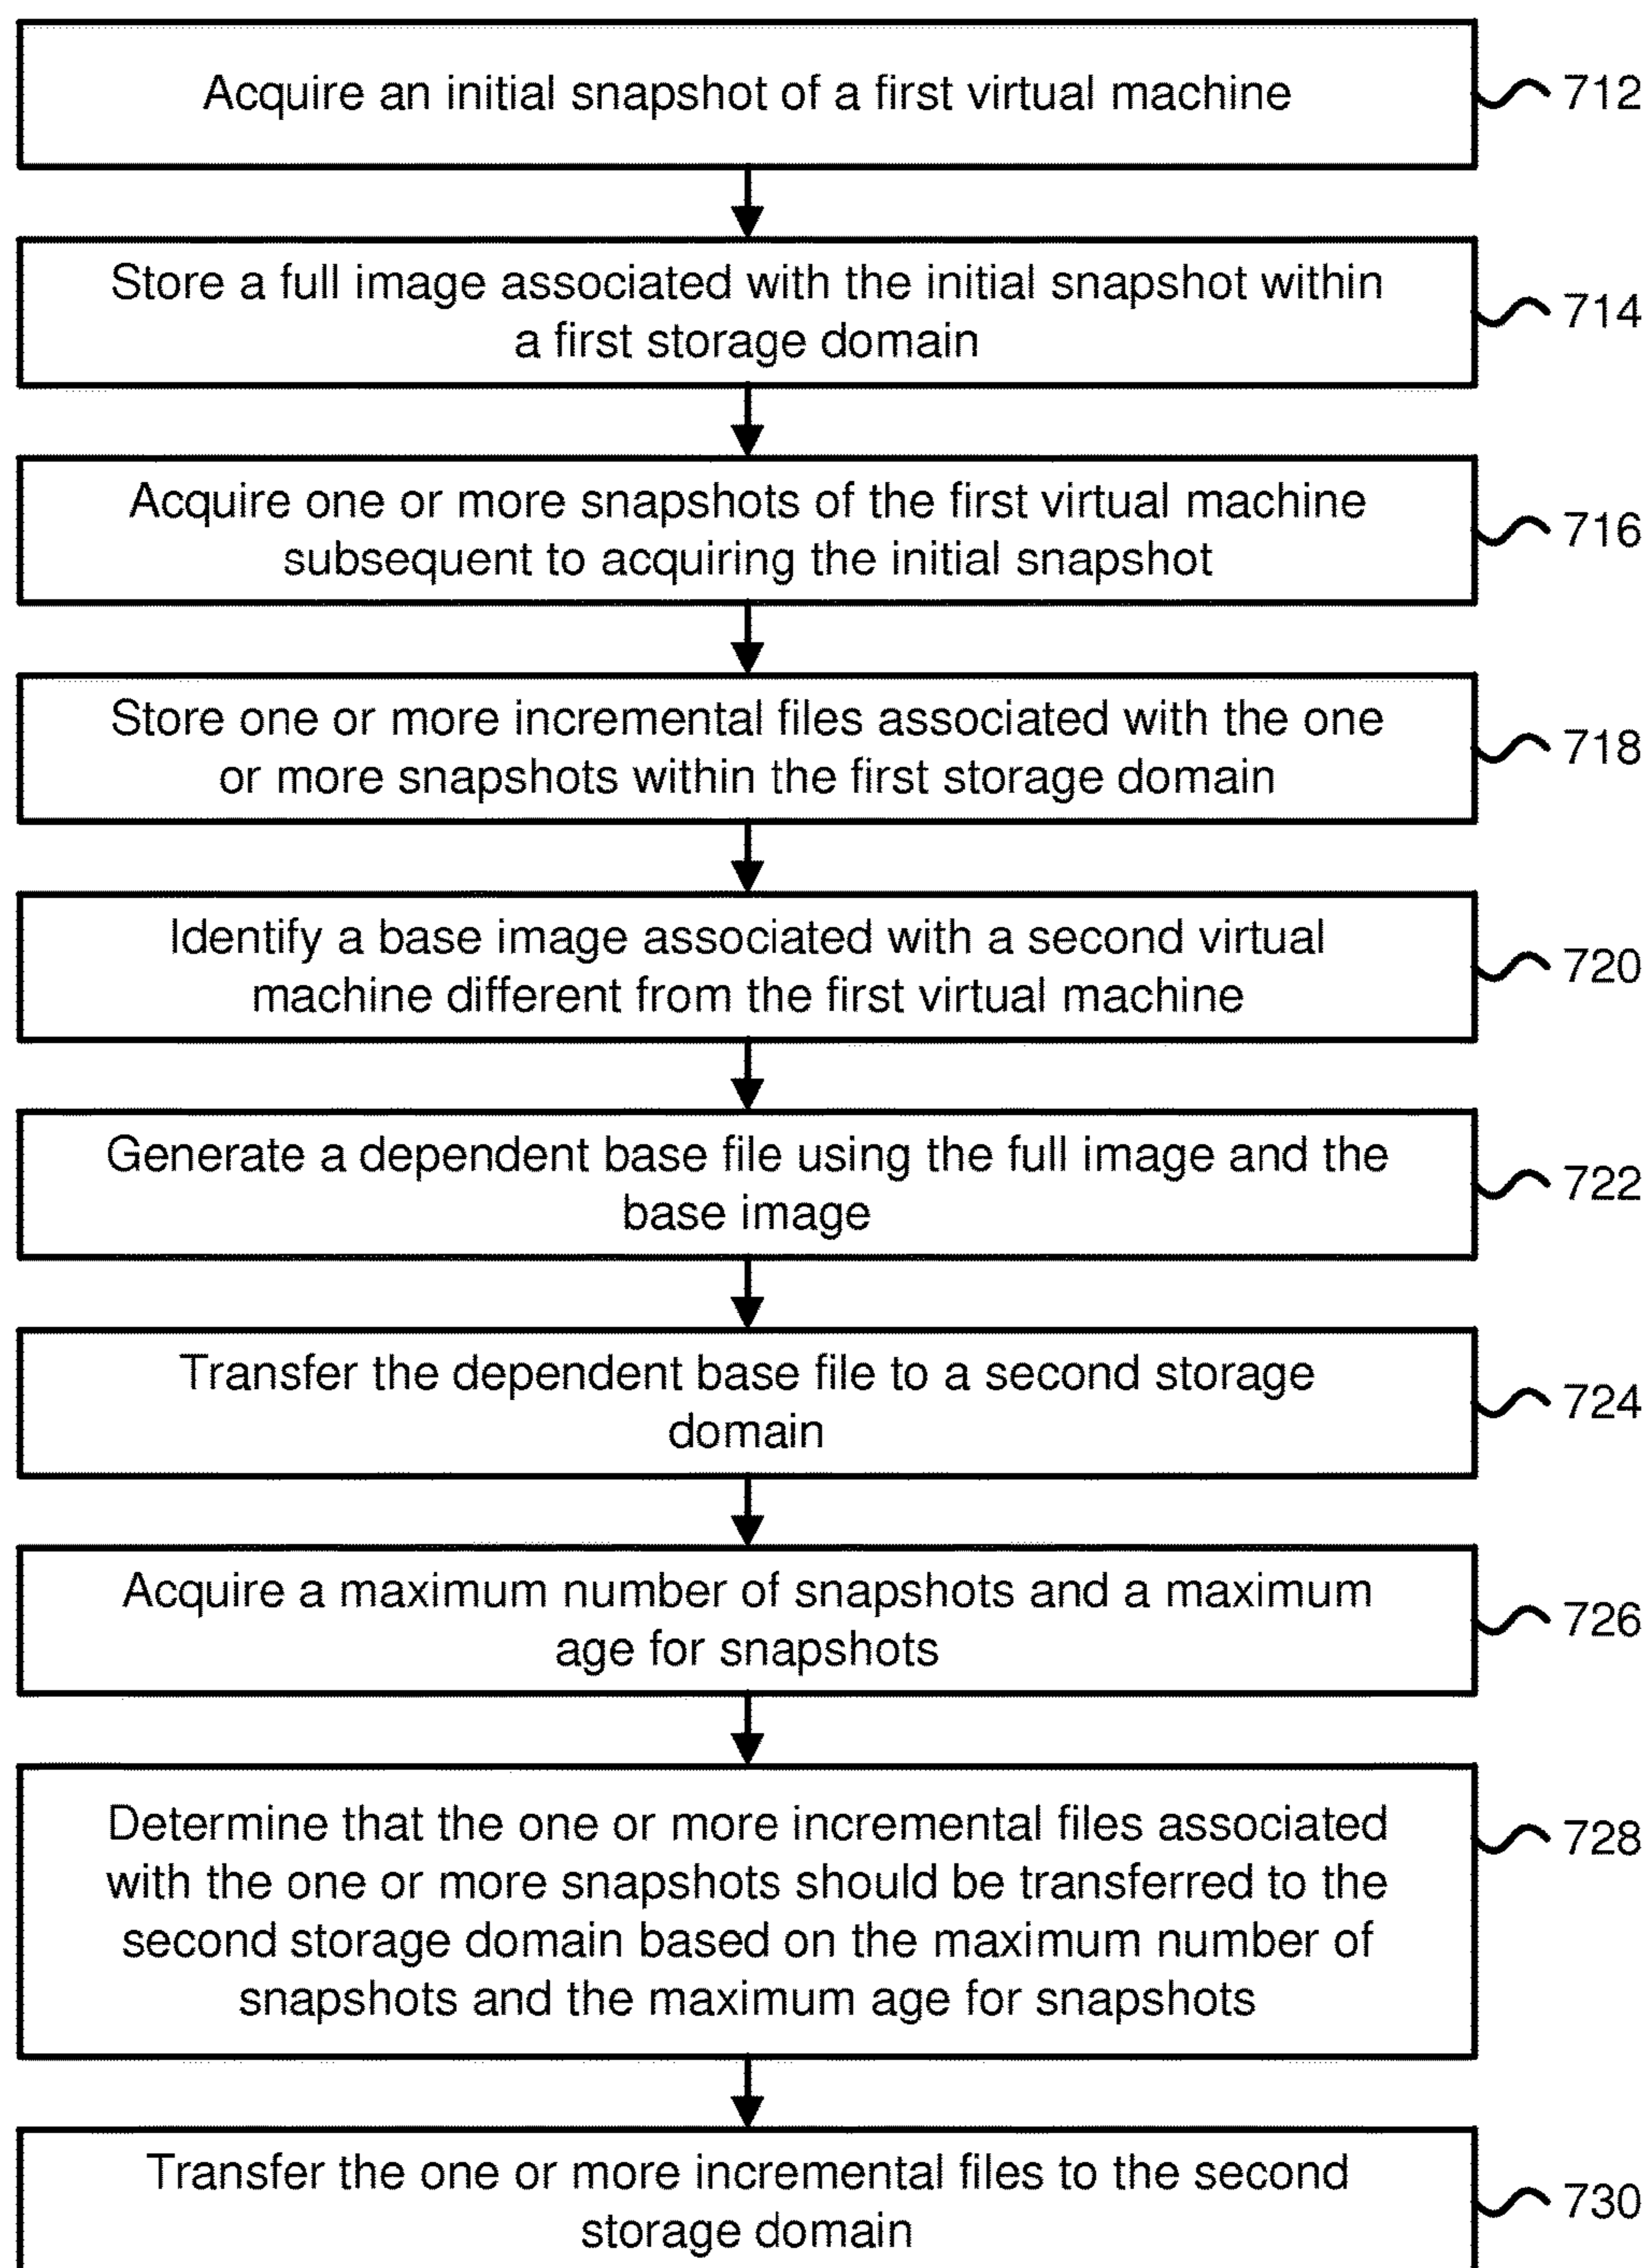 Acquire an initial snapshot of a first virtual machine
712
Store a full image associated with the initial snapshot within
a first storage domain
714
Acquire one or more snapshots of the first virtual machine
subsequent to acquiring the initial snapshot
716
Store one or more incremental files associated with the one
or more snapshots within the first storage domain
718
Identify a base image associated with a second virtual
machine different from the first virtual machine
720
Generate a dependent base file using the full image and the
base image
722
Transfer the dependent base file to a second storage
domain
724
Acquire a maximum number of snapshots and a maximum
age for snapshots
726
Determine that the one or more incremental files associated
with the one or more snapshots should be transferred to the
second storage domain based on the maximum number of
snapshots and the maximum age for snapshots
728
Transfer the one or more incremental files to the second
storage domain
730